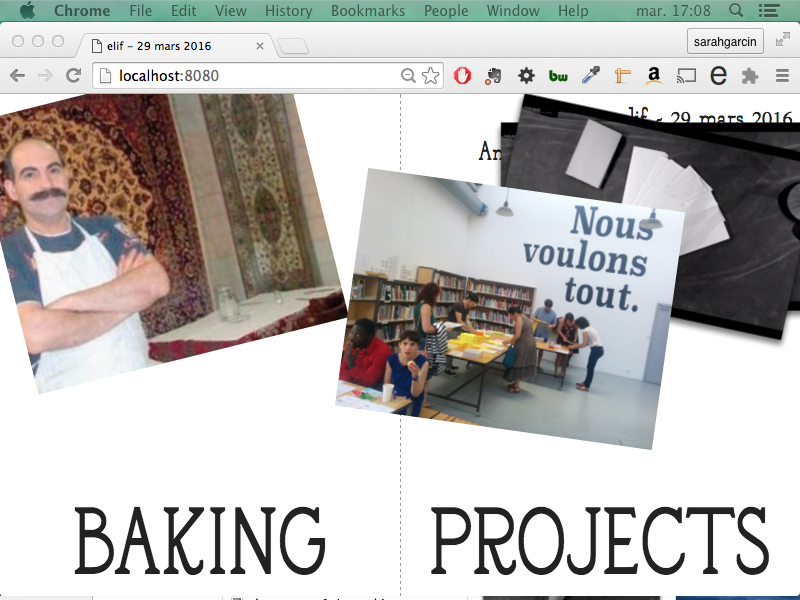 Chrome File Edit View History Bookmarks People Window Help mar. 17:08
elif – 29 mars 2016
sarahgarcin
localhost:8080
bw
a
e
elif - 29 mars 2016
An
Nous
voulons
tout.
BAKING
PROJECTS